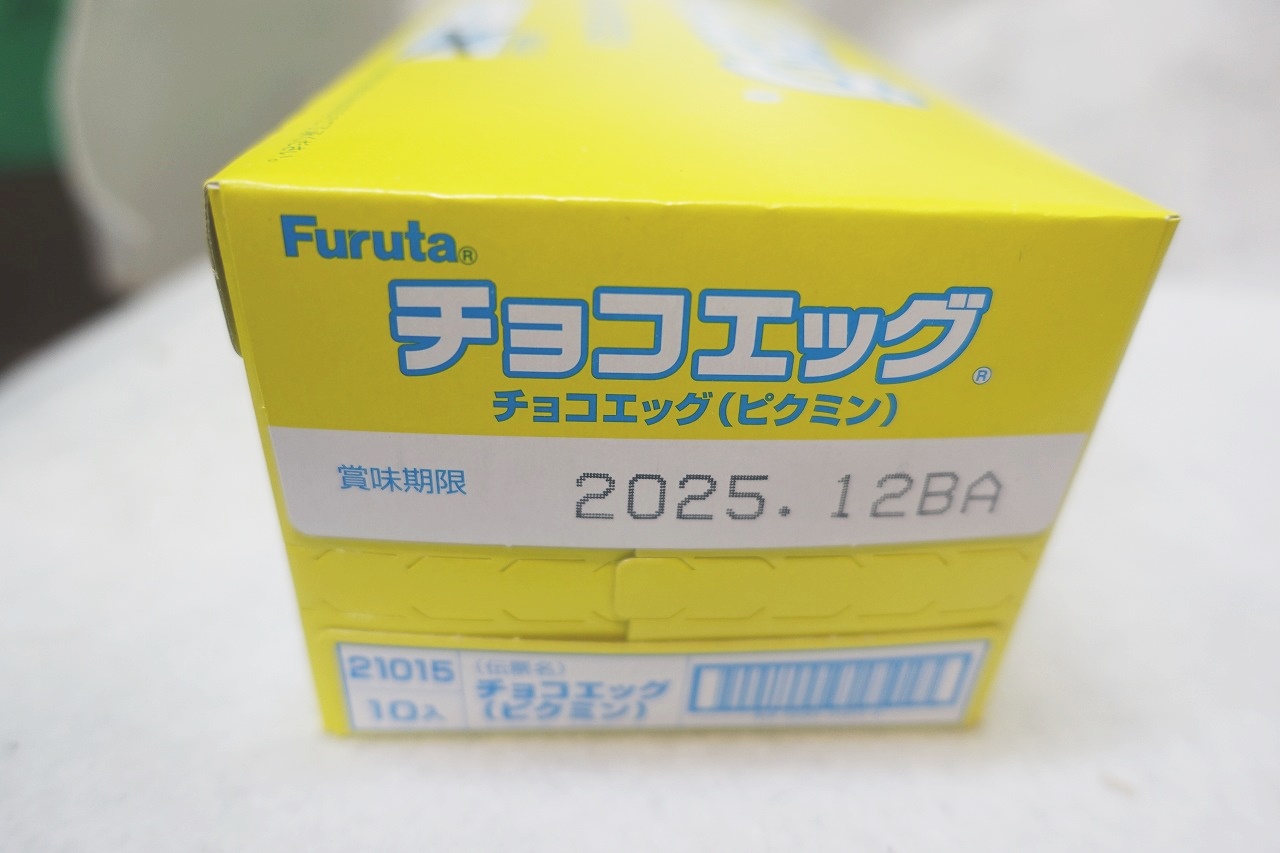 Furuta®
チョコエッグ®
チョコエッグ(ピクミン)
賞味期限 2025.12BA
21015
10入
(伝票名)
チョコエッグ
(ピクミン)